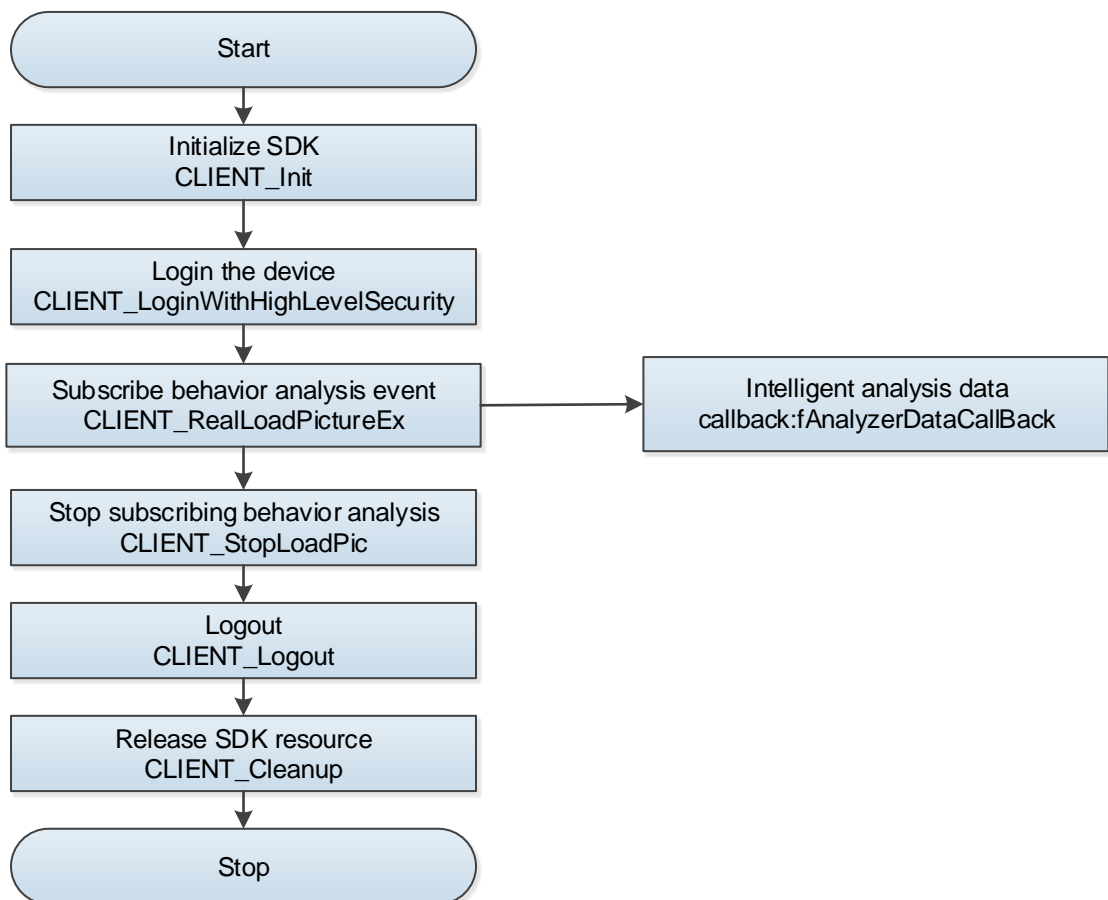 Start
Initialize SDK
CLIENT_Init
Login the device
CLIENT_LoginWithHighLevelSecurity
Subscribe behavior analysis event
CLIENT_RealLoadPictureEx
Intelligent analysis data
callback:fAnalyzerDataCallBack
Stop subscribing behavior analysis
CLIENT_StopLoadPic
Logout
CLIENT_Logout
Release SDK resource
CLIENT_Cleanup
Stop